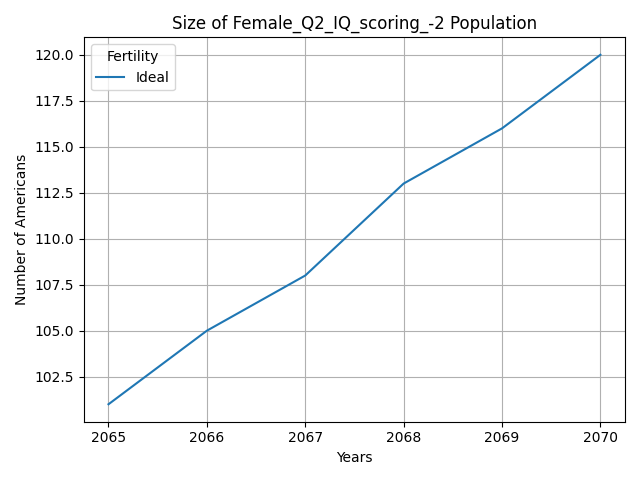 Size of Female_Q2_IQ_scoring_-2 Population
Fertility
Ideal
120.0
117.5
115.0
112.5
110.0
107.5
105.0
102.5
Number of Americans
2065 2066 2067 2068 2069 2070
Years